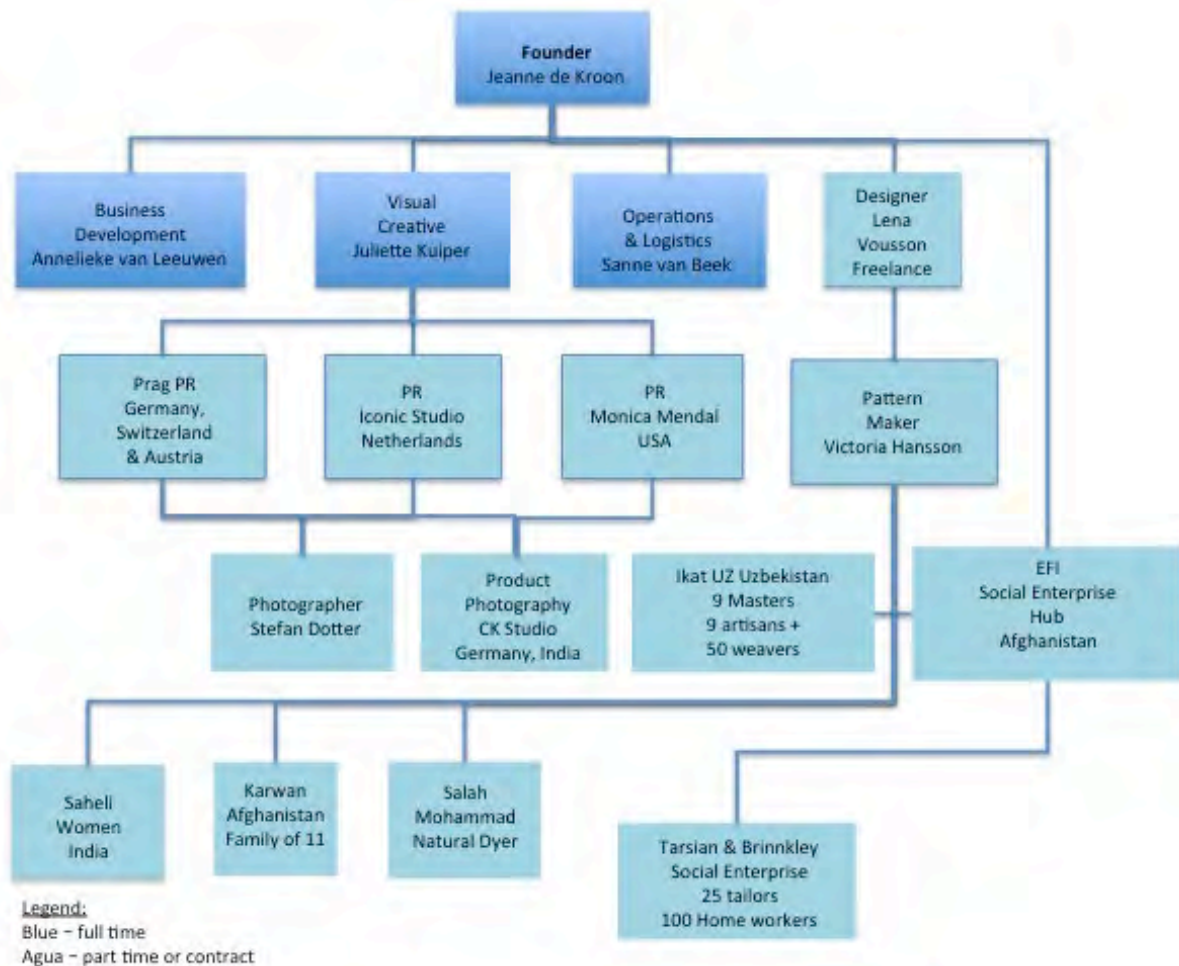 Founder
Jeanne de Kroon
Business
Development
Annelieke van Leeuwen
Visual
Creative
Juliette Kuiper
Operations
& Logistics
Sanne van Beek
Designer
Lena
Vousson
Freelance
Prag PR
Germany,
Switzerland
& Austria
PR
Iconic Studio
Netherlands
PR
Monica Mendal
USA
Pattern
Maker
Victoria Hansson
Photographer
Stefan Dotter
Product
Photography
CK Studio
Germany, India
Ikat UZ Uzbekistan
9 Masters
9 artisans +
50 weavers
EFI
Social Enterprise
Hub
Afghanistan
Saheli
Women
India
Karwan
Afghanistan
Family of 11
Salah
Mohammad
Natural Dyer
Tarsian & Brinnkley
Social Enterprise
25 tailors
100 Home workers
Legend:
Blue – full time
Agua – part time or contract